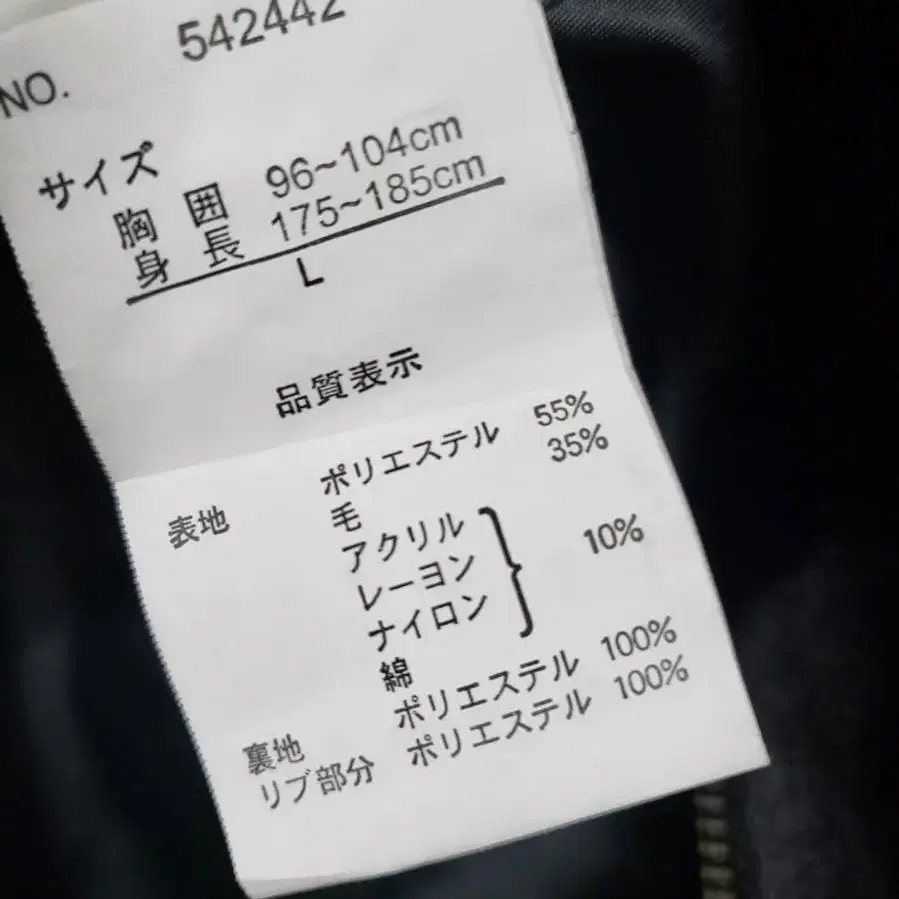 NO. 542442
サイズ
胸 囲 96~104cm
身 長 175~185cm
L
品質表示
表地 ポリエステル 55%
毛 35%
アクリル
レーヨン
ナイロン 10%
綿
裏地 ポリエステル 100%
リブ部分 ポリエステル 100%